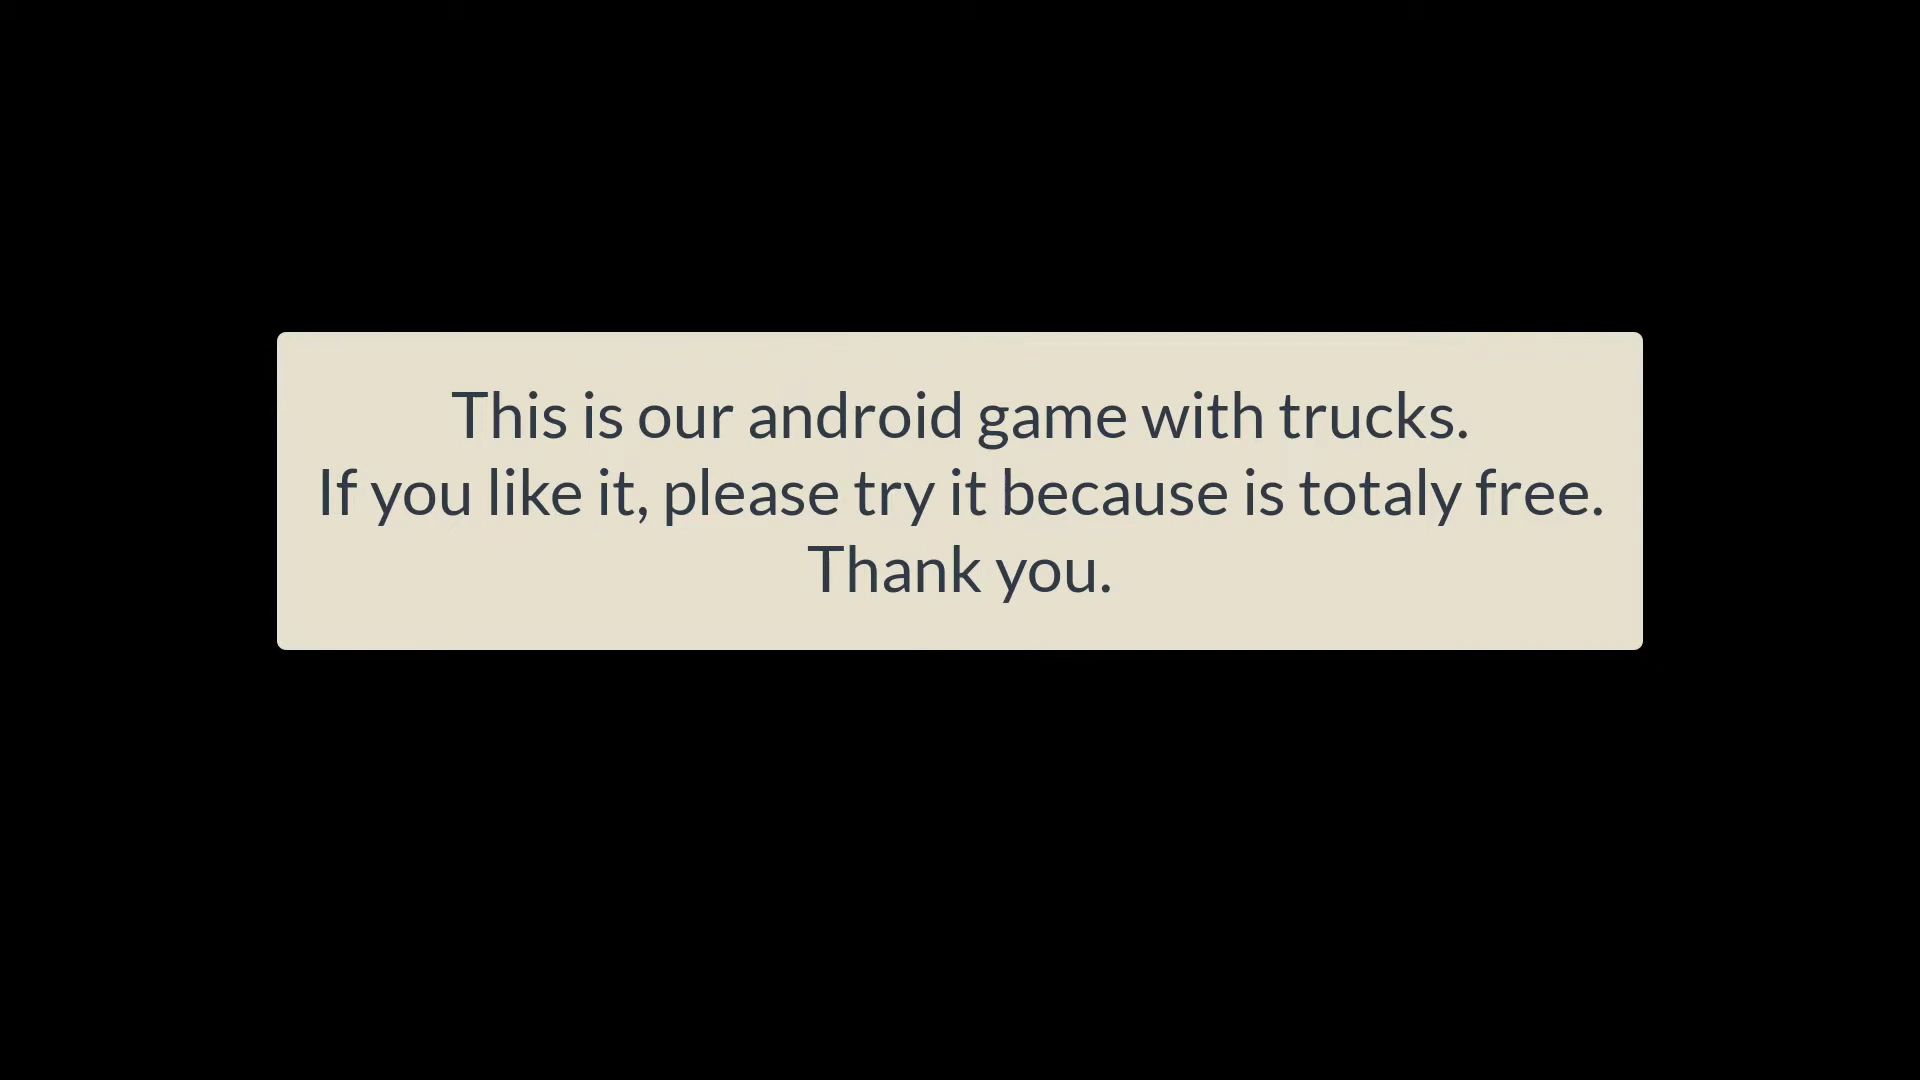 This is our android game with trucks.
If you like it, please try it because is totaly free.
Thank you.